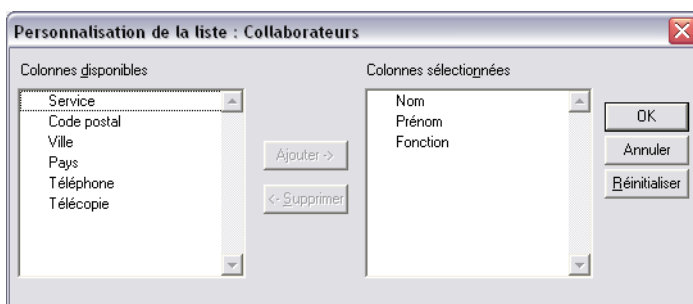 Personnalisation de la liste : Collaborateurs
Colonnes disponibles
Service
Code postal
Ville
Pays
Téléphone
Télécopie
Ajouter ->
<- Supprimer
Colonnes sélectionnées
Nom
Prénom
Fonction
OK
Annuler
Réinitialiser